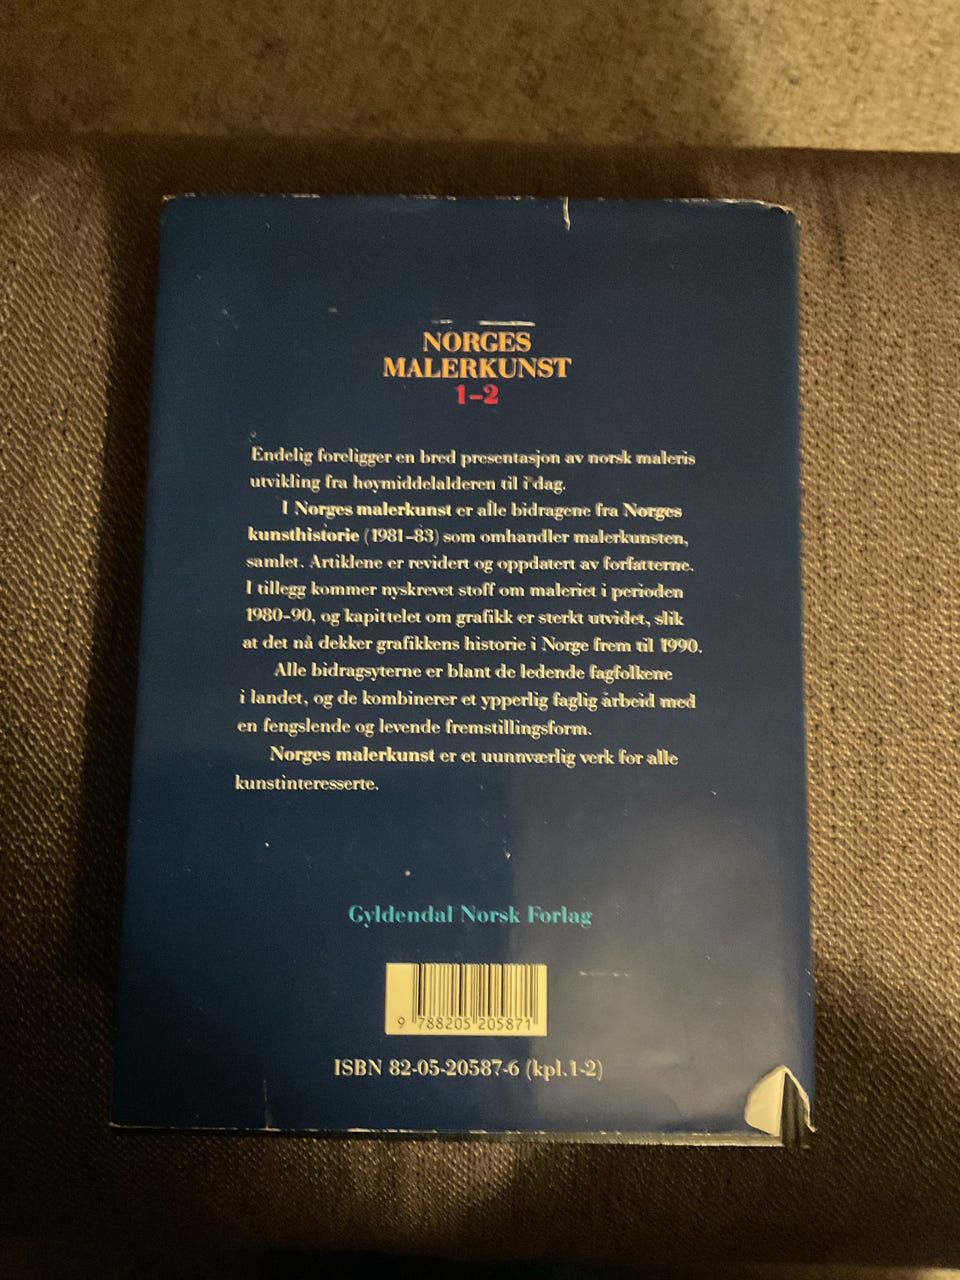 NORGES
MALERKUNST
1–2
Endelig foreligger en bred presentasjon av norsk maleris
utvikling fra høymiddelalderen til i dag.
I Norges malerkunst er alle bidragene fra Norges
kunsthistorie (1981–83) som omhandler malerkunsten,
samlet. Artiklene er revidert og oppdatert av forfatterne.
I tillegg kommer nyskrevet stoff om maleriet i perioden
1980–90, og kapittelet om grafikk er sterkt utvidet, slik
at det nå dekker grafikkens historie i Norge frem til 1990.
Alle bidragsyterne er blant de ledende fagfolkene
i landet, og de kombinerer et ypperlig faglig arbeid med
en fengslende og levende fremstillingsform.
Norges malerkunst er et uunnværlig verk for alle
kunstinteresserte.
Gyldendal Norsk Forlag
9 788205 205871
ISBN 82-05-20587-6 (kpl.1-2)